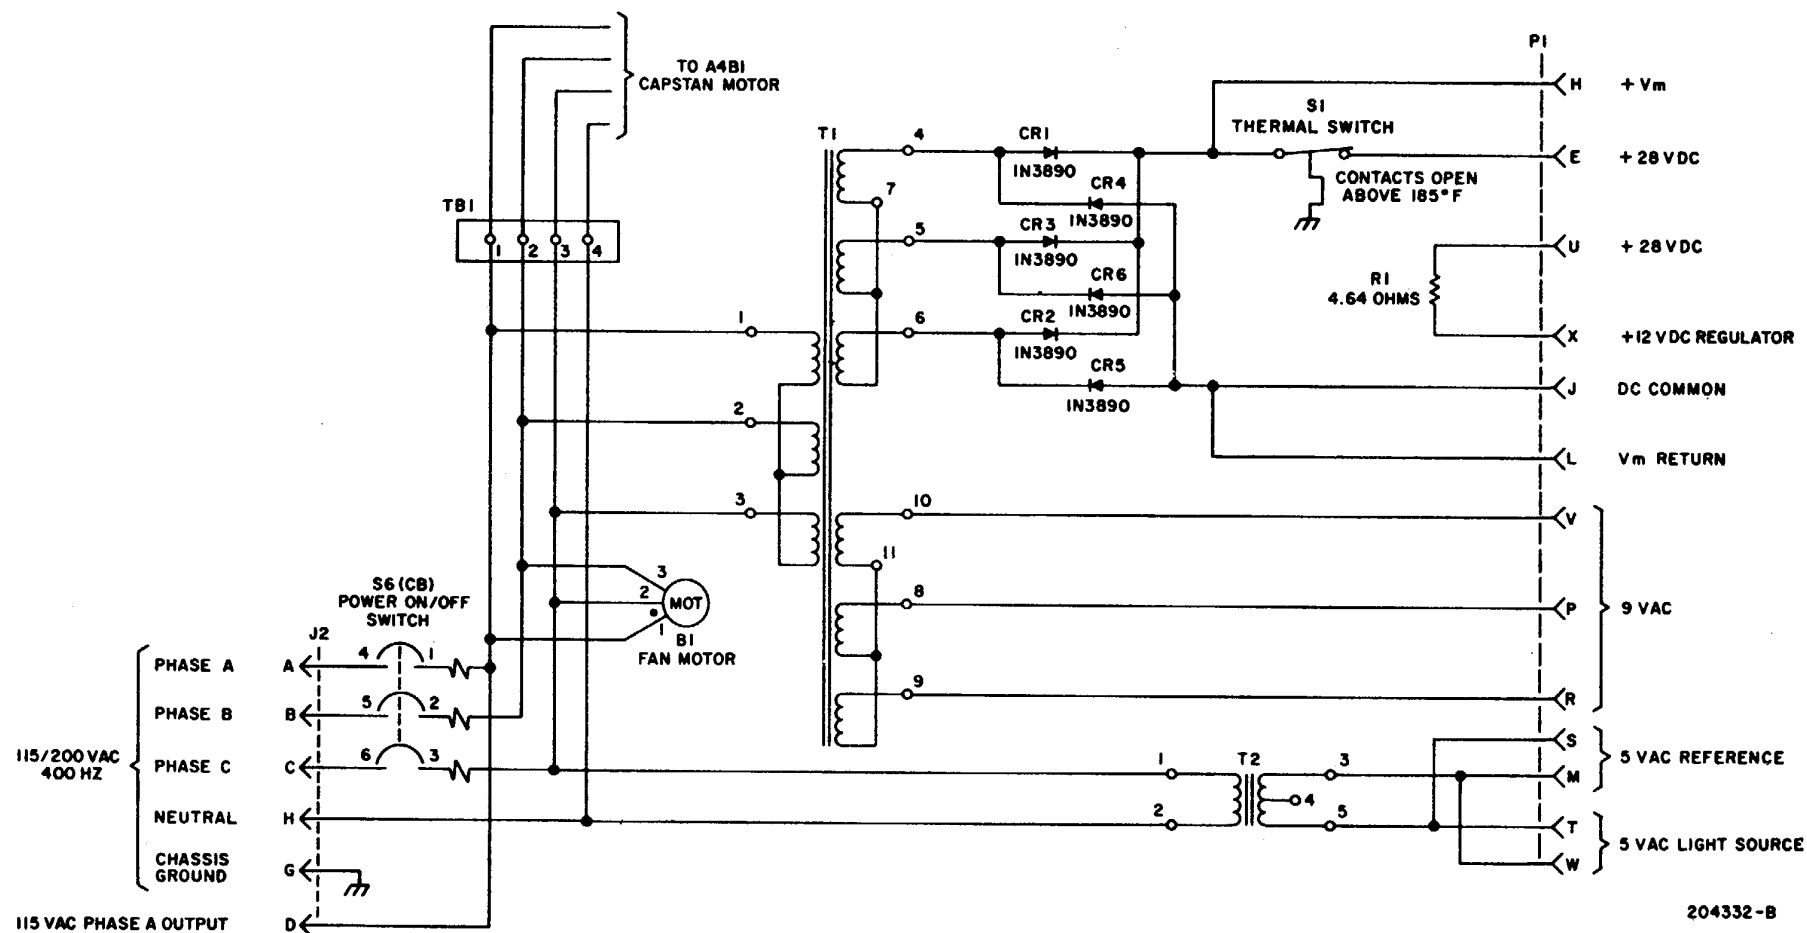 TO A4B1
CAPSTAN MOTOR
P1
H +Vm
S1
THERMAL SWITCH
T1
4
CR1
1N3890
E +28 VDC
CONTACTS OPEN
ABOVE 185°F
7
CR4
1N3890
TB1
1 2 3 4
5
CR3
1N3890
U +28 VDC
CR6
1N3890
R1
4.64 OHMS
1
6
CR2
1N3890
X +12 VDC REGULATOR
CR5
1N3890
J DC COMMON
2
L Vm RETURN
3
10
V
11
S6 (CB)
POWER ON/OFF
SWITCH
3
2
1
MOT
B1
FAN MOTOR
8
P 9 VAC
J2
115/200 VAC
400 HZ
PHASE A A 4 1
PHASE B B 5 2
9
R
PHASE C C 6 3
1
T2
3
S
M
5 VAC REFERENCE
NEUTRAL H
2
4
5
T
W
5 VAC LIGHT SOURCE
CHASSIS
GROUND G
115 VAC PHASE A OUTPUT D
204332-B